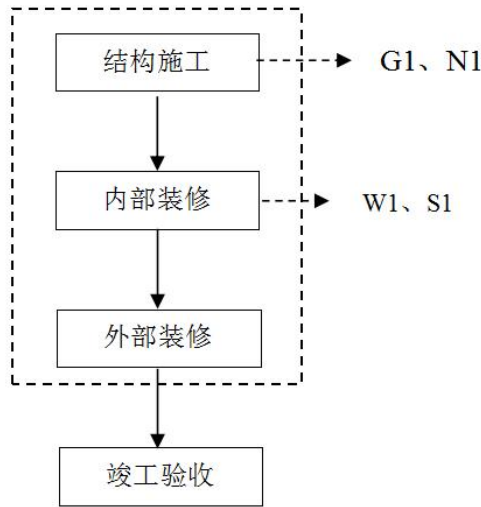 结构施工
G1、N1
内部装修
W1、S1
外部装修
竣工验收